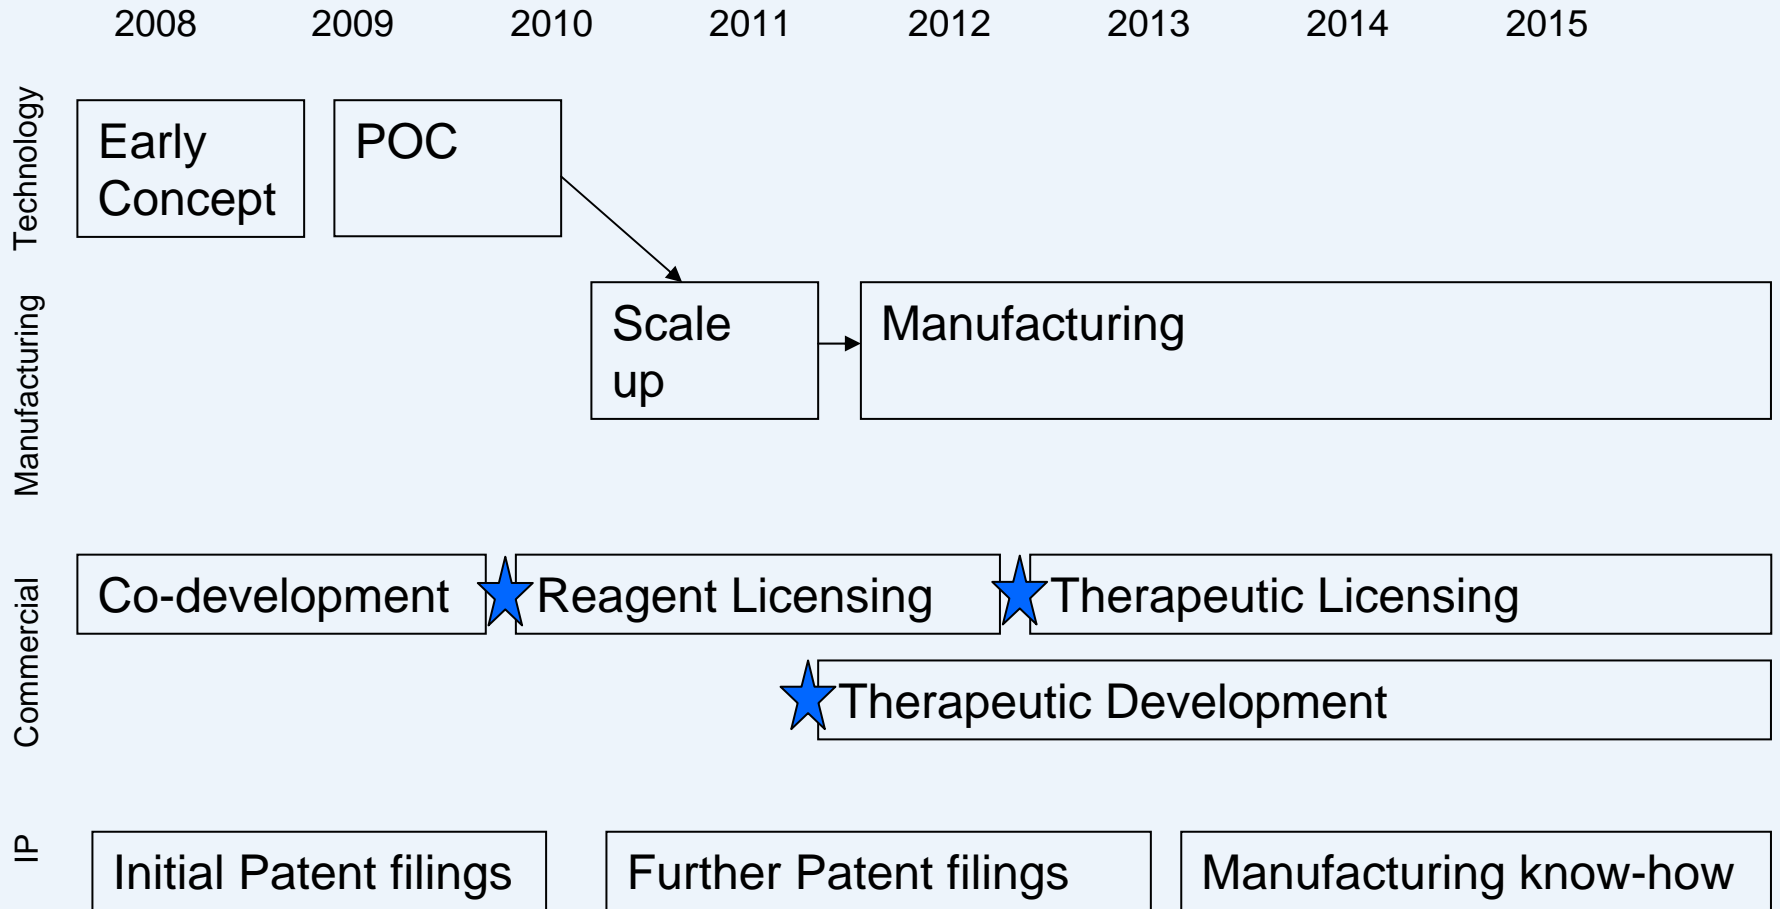 2008 2009 2010 2011 2012 2013 2014 2015
Technology
Early
Concept
POC
Manufacturing
Scale
up
Manufacturing
Commercial
Co-development
Reagent Licensing
Therapeutic Licensing
Therapeutic Development
IP
Initial Patent filings
Further Patent filings
Manufacturing know-how